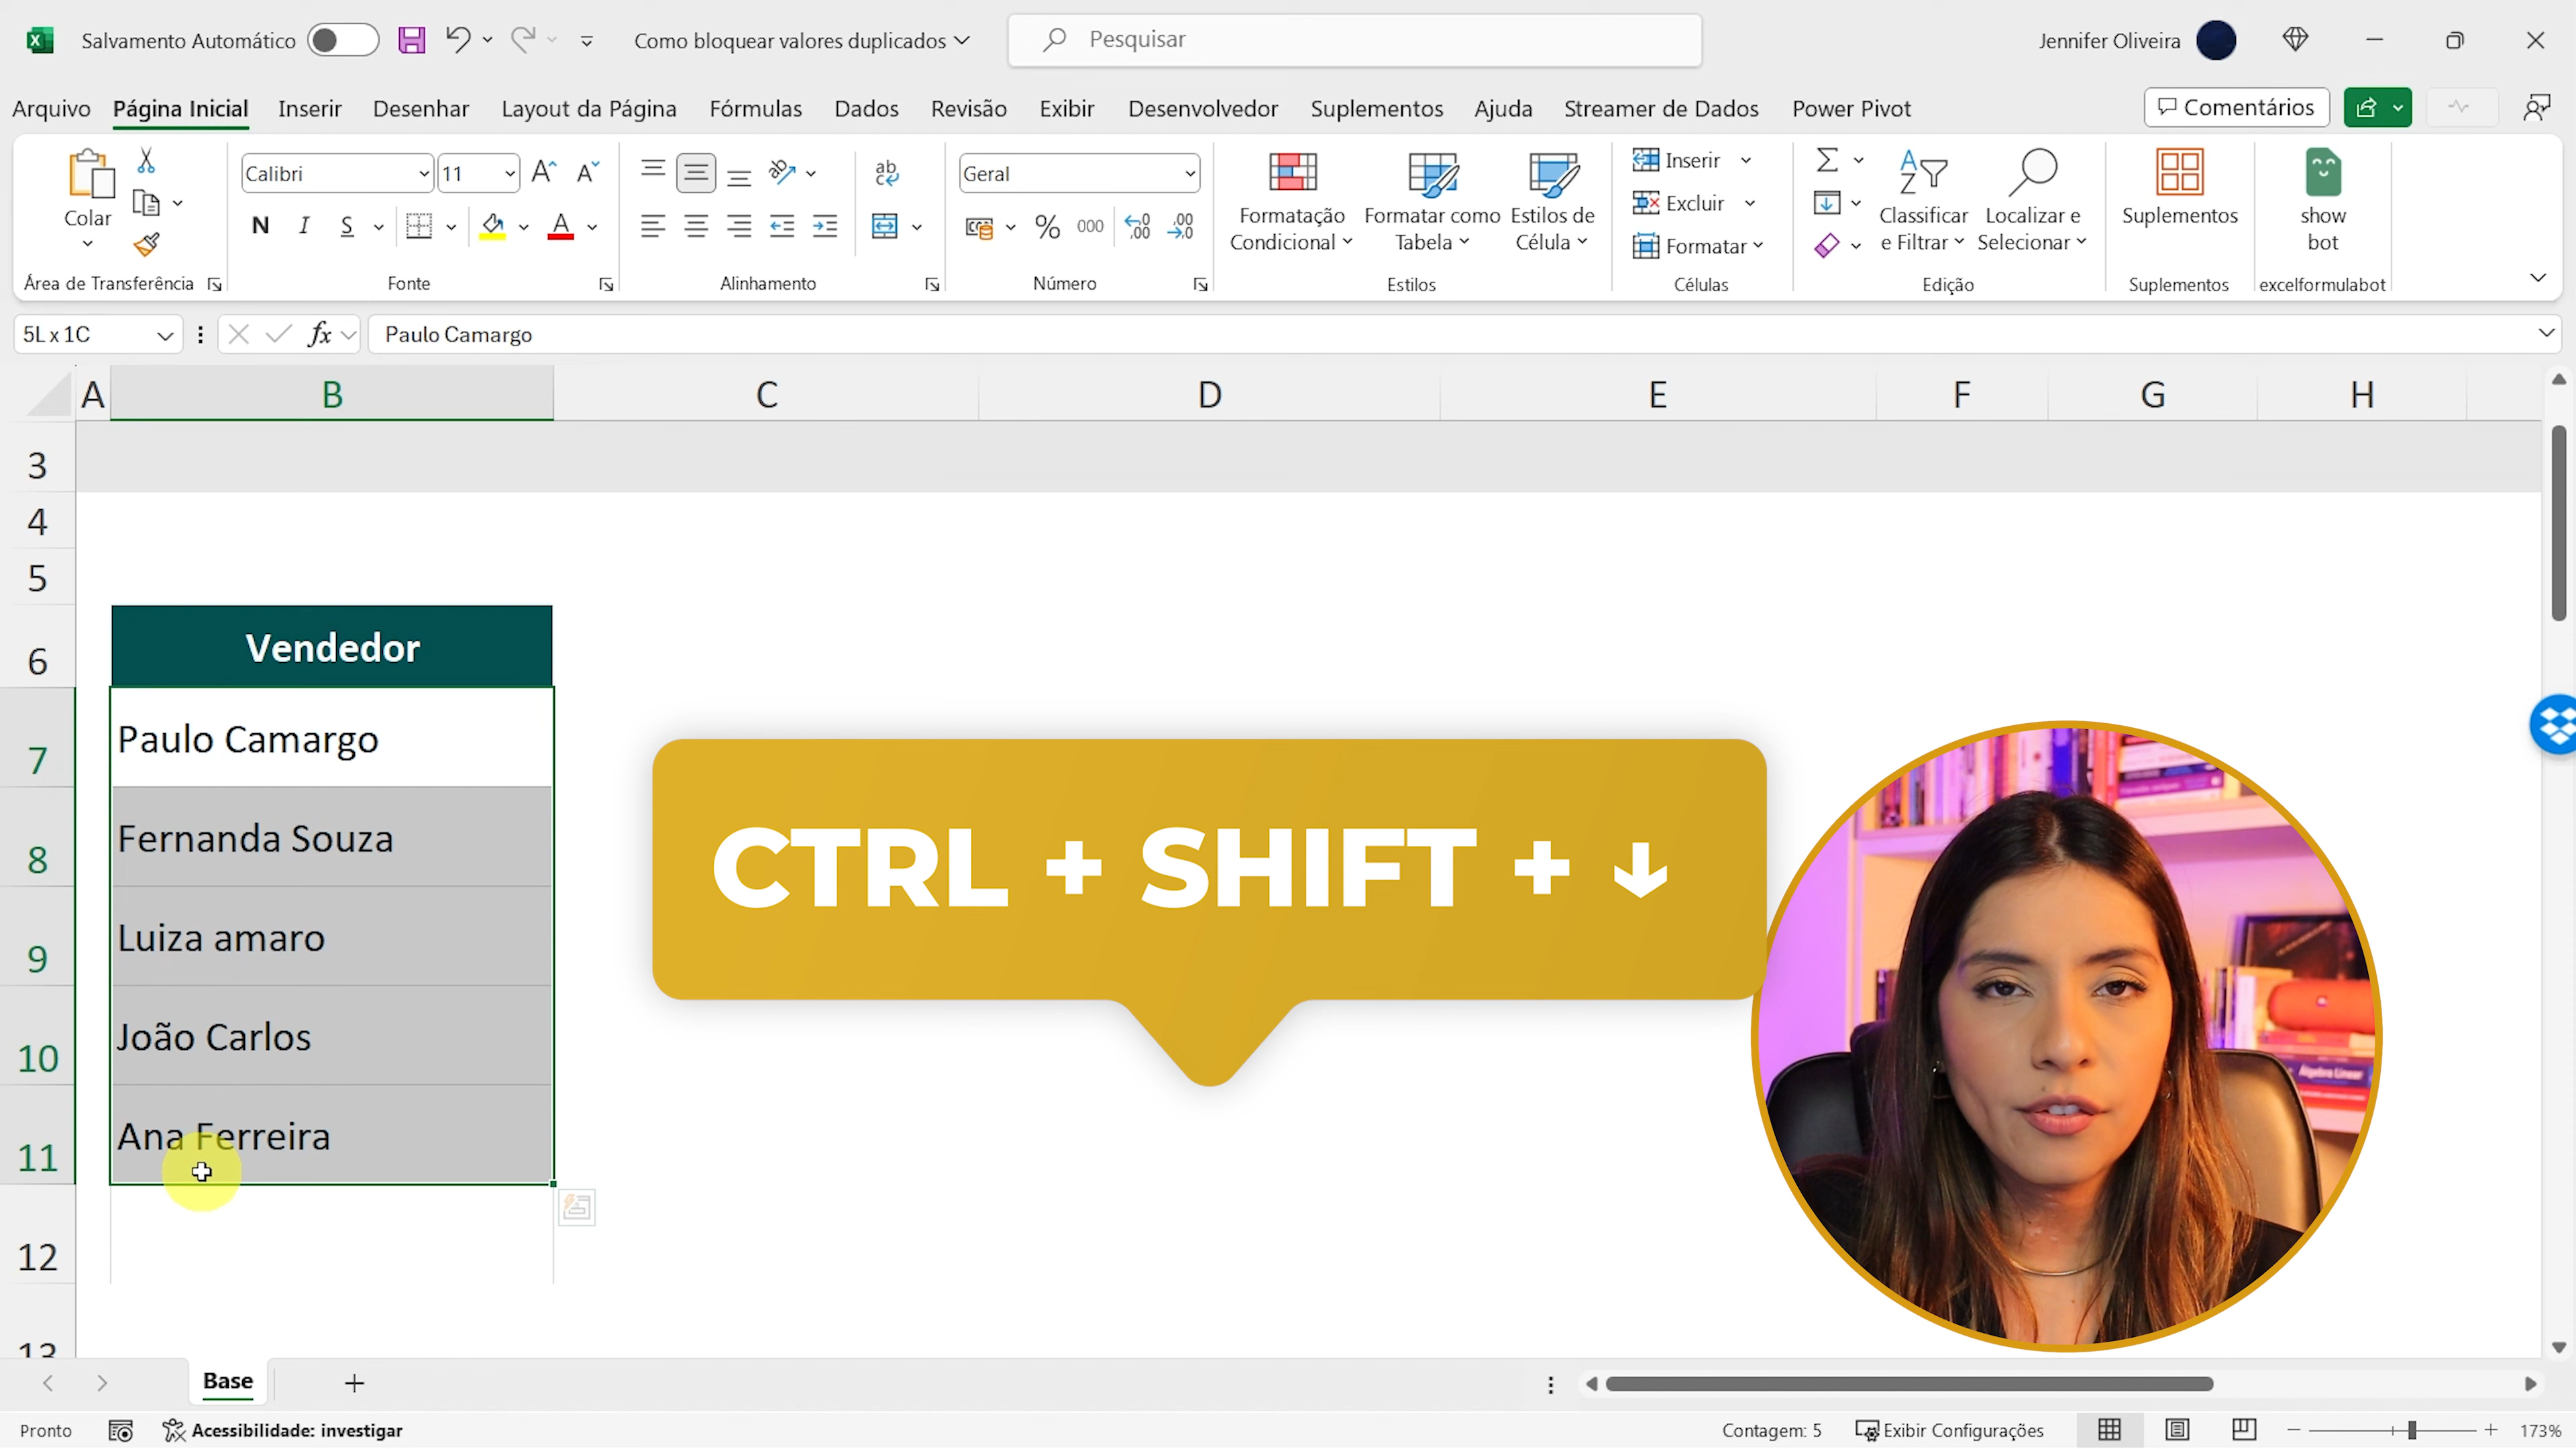 Salvamento Automático
Como bloquear valores duplicados
Pesquisar
Jennifer Oliveira
Arquivo Página Inicial Inserir Desenhar Layout da Página Fórmulas Dados Revisão Exibir Desenvolvedor Suplementos Ajuda Streamer de Dados Power Pivot
Comentários
Colar
Área de Transferência
Calibri 11
N I S A
Fonte
ab
Alinhamento
Geral
% 000
Número
Formatação Condicional
Formatar como Tabela
Estilos de Célula
Estilos
Inserir
Excluir
Formatar
Células
Classificar e Filtrar
Localizar e Selecionar
Edição
Suplementos
Suplementos
show bot
excelformulabot
5L x 1C
fx
Paulo Camargo
A B C D E F G H
3
4
5
6 Vendedor
7 Paulo Camargo
8 Fernanda Souza
9 Luiza amaro
10 João Carlos
11 Ana Ferreira
12
13
CTRL + SHIFT + ↓
Base
Pronto
Acessibilidade: investigar
Contagem: 5
Exibir Configurações
173%